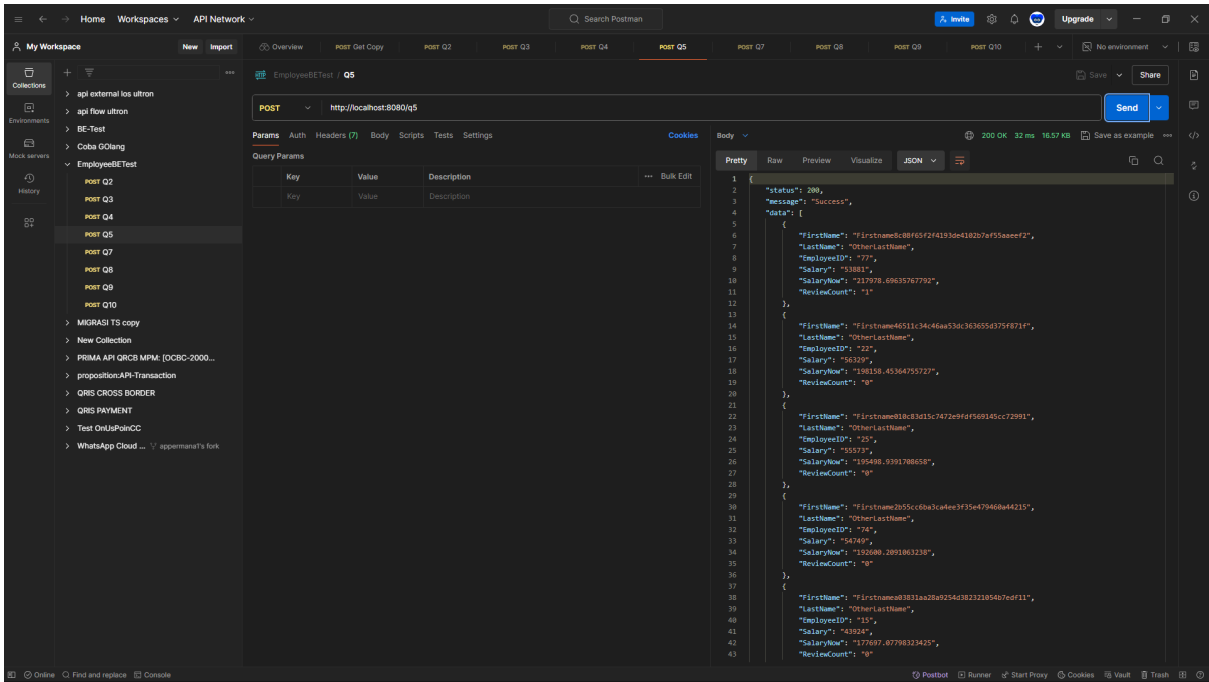 Home Workspaces API Network Search Postman Invite Upgrade
My Workspace New Import Overview POST Get Copy POST Q2 POST Q3 POST Q4 POST Q5 POST Q7 POST Q8 POST Q9 POST Q10 No environment
Collections
Environments
Mock servers
History
api external los ultron
api flow ultron
BE-Test
Coba GOlang
EmployeeBETest
POST Q2
POST Q3
POST Q4
POST Q5
POST Q7
POST Q8
POST Q9
POST Q10
MIGRASI TS copy
New Collection
PRIMA API QRCB MPM: [OCBC-2000...
proposition:API-Transaction
QRIS CROSS BORDER
QRIS PAYMENT
Test OnUsPoinCC
WhatsApp Cloud ... appermana1's fork
HTTP EmployeeBETest / Q5 Save Share
POST http://localhost:8080/q5 Send
Params Auth Headers (7) Body Scripts Tests Settings Cookies
Query Params
Key Value Description Bulk Edit
Key Value Description
Body 200 OK 32 ms 16.57 KB Save as example
Pretty Raw Preview Visualize JSON
1 {
2 "status": 200,
3 "message": "Success",
4 "data": [
5 {
6 "FirstName": "Firstname8c08f65f2f4193de4102b7af55aaeef2",
7 "LastName": "OtherLastName",
8 "EmployeeID": "77",
9 "Salary": "53881",
10 "SalaryNow": "217978.69635767792",
11 "ReviewCount": "1"
12 },
13 {
14 "FirstName": "Firstname46511c34c46aa53dc363655d375f871f",
15 "LastName": "OtherLastName",
16 "EmployeeID": "22",
17 "Salary": "56329",
18 "SalaryNow": "198158.45364755727",
19 "ReviewCount": "0"
20 },
21 {
22 "FirstName": "Firstname010c83d15c7472e9fdf569145cc72991",
23 "LastName": "OtherLastName",
24 "EmployeeID": "25",
25 "Salary": "55573",
26 "SalaryNow": "195498.9391708658",
27 "ReviewCount": "0"
28 },
29 {
30 "FirstName": "Firstname2b55cc6ba3ca4ee3f35e479460a44215",
31 "LastName": "OtherLastName",
32 "EmployeeID": "74",
33 "Salary": "54749",
34 "SalaryNow": "192600.2091063238",
35 "ReviewCount": "0"
36 },
37 {
38 "FirstName": "Firstnamea03831aa28a9254d382321054b7edf11",
39 "LastName": "OtherLastName",
40 "EmployeeID": "15",
41 "Salary": "43924",
42 "SalaryNow": "177697.07798323425",
43 "ReviewCount": "0"
Online Find and replace Console Postbot Runner Start Proxy Cookies Vault Trash